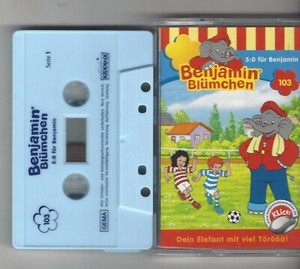 Seite 1
Benjamin
Blümchen
5:0 für Benjamin
103
GEMA
KIDDINX
5:0 für Benjamin
Benjamin
Blümchen
103
KLICK!
Dein Elefant mit viel Törööö!